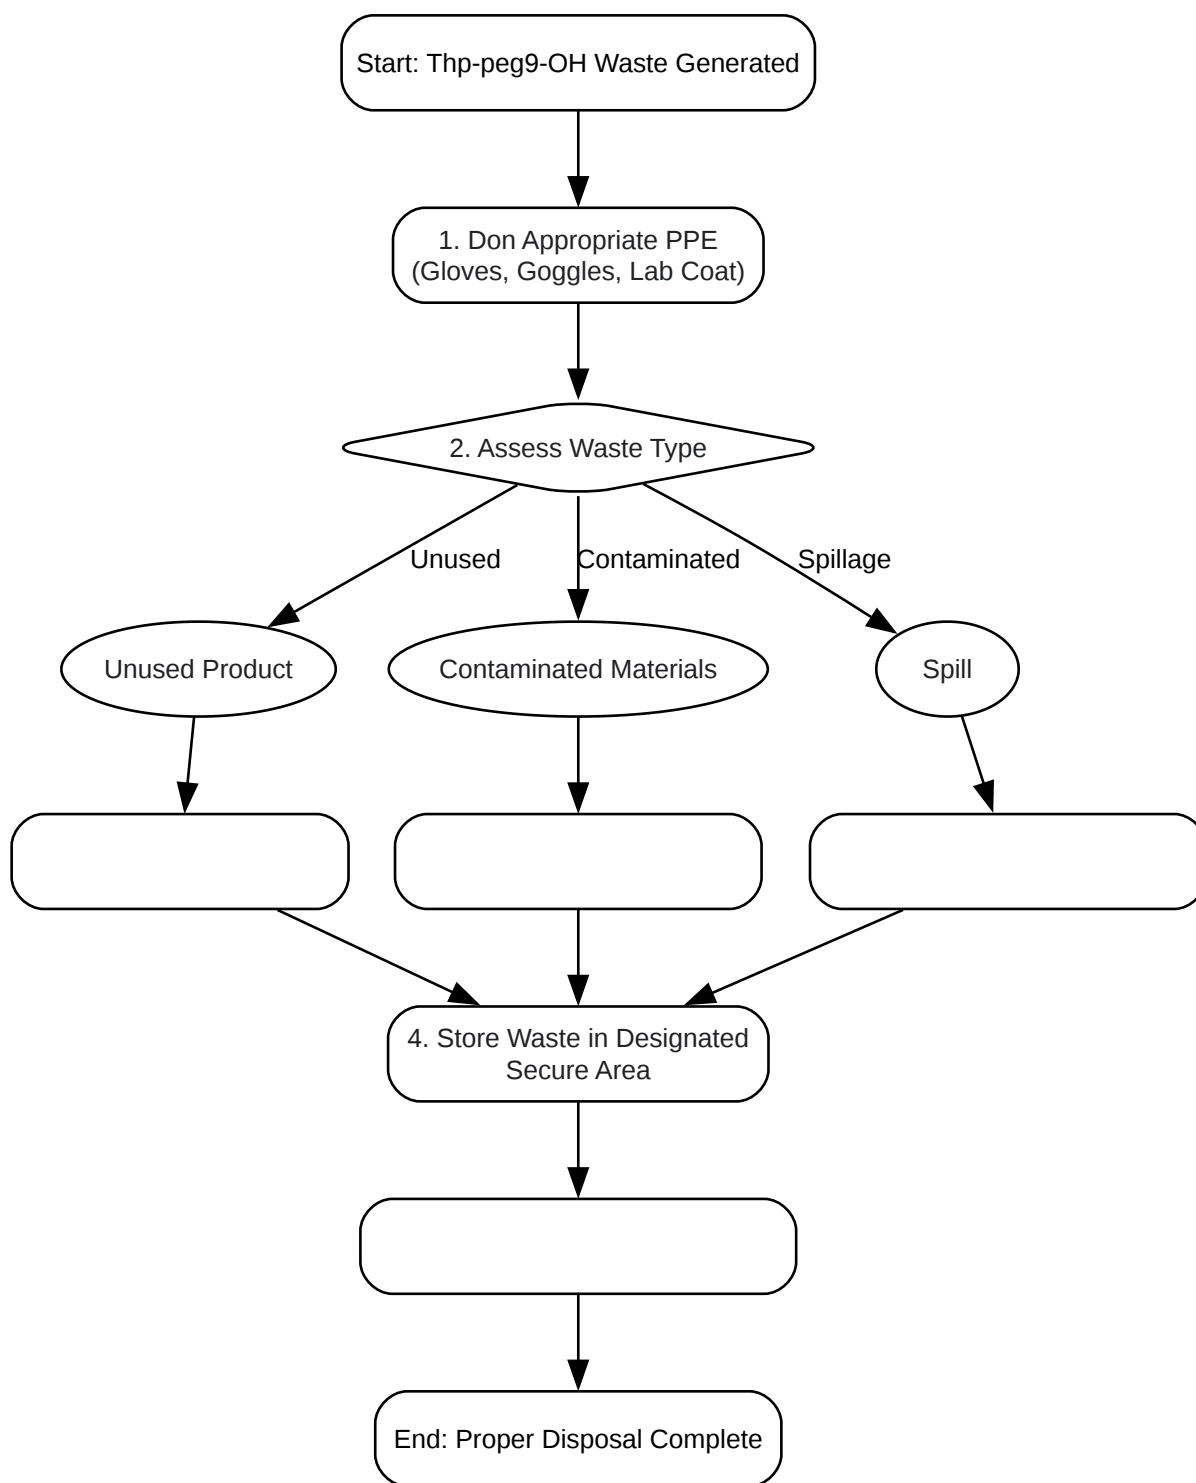 Start: Thp-peg9-OH Waste Generated
1. Don Appropriate PPE
(Gloves, Goggles, Lab Coat)
2. Assess Waste Type
Unused
Contaminated
Spillage
Unused Product
Contaminated Materials
Spill
4. Store Waste in Designated
Secure Area
End: Proper Disposal Complete